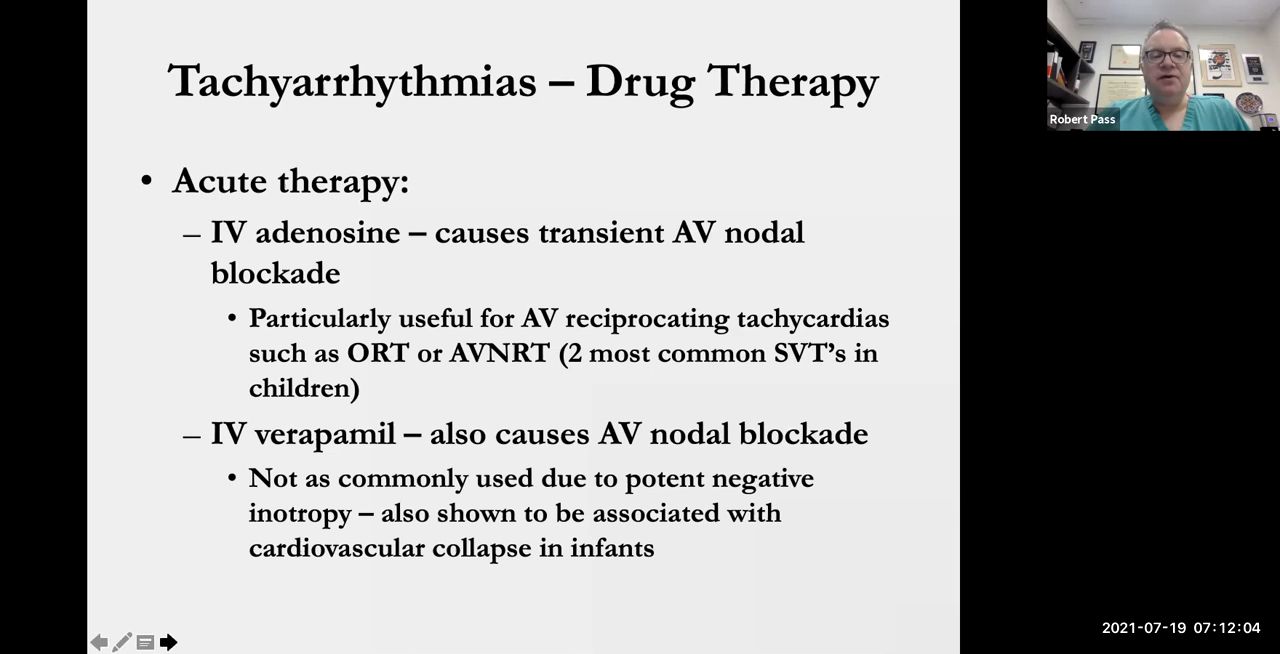 Tachyarrhythmias – Drug Therapy
• Acute therapy:
– IV adenosine – causes transient AV nodal
blockade
• Particularly useful for AV reciprocating tachycardias
such as ORT or AVNRT (2 most common SVT’s in
children)
– IV verapamil – also causes AV nodal blockade
• Not as commonly used due to potent negative
inotropy – also shown to be associated with
cardiovascular collapse in infants
Robert Pass
2021-07-19 07:12:04